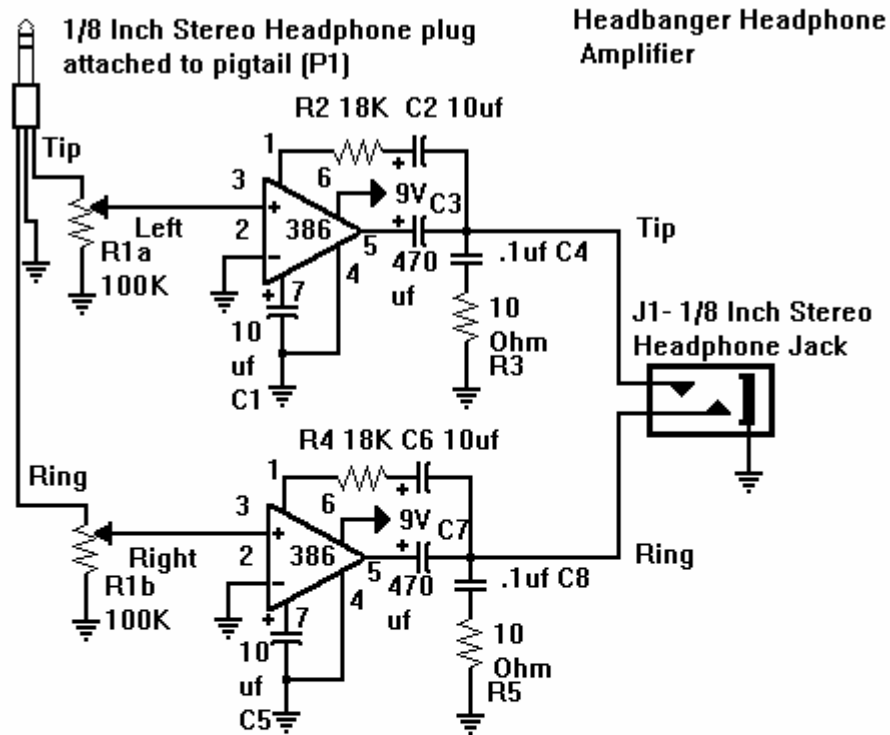 1/8 Inch Stereo Headphone plug
attached to pigtail (P1)
Headbanger Headphone
Amplifier
R2 18K C2 10uf
1
+
Tip
3
6
9V
C3
+
Left
2
+
386
-
5
470
uf
.1uf C4
Tip
R1a
100K
4
+
7
10
uf
C1
10
Ohm
R3
J1- 1/8 Inch Stereo
Headphone Jack
R4 18K C6 10uf
1
+
Ring
3
6
9V
C7
+
Right
2
+
386
-
5
470
uf
.1uf C8
Ring
R1b
100K
4
+
7
10
uf
C5
10
Ohm
R5